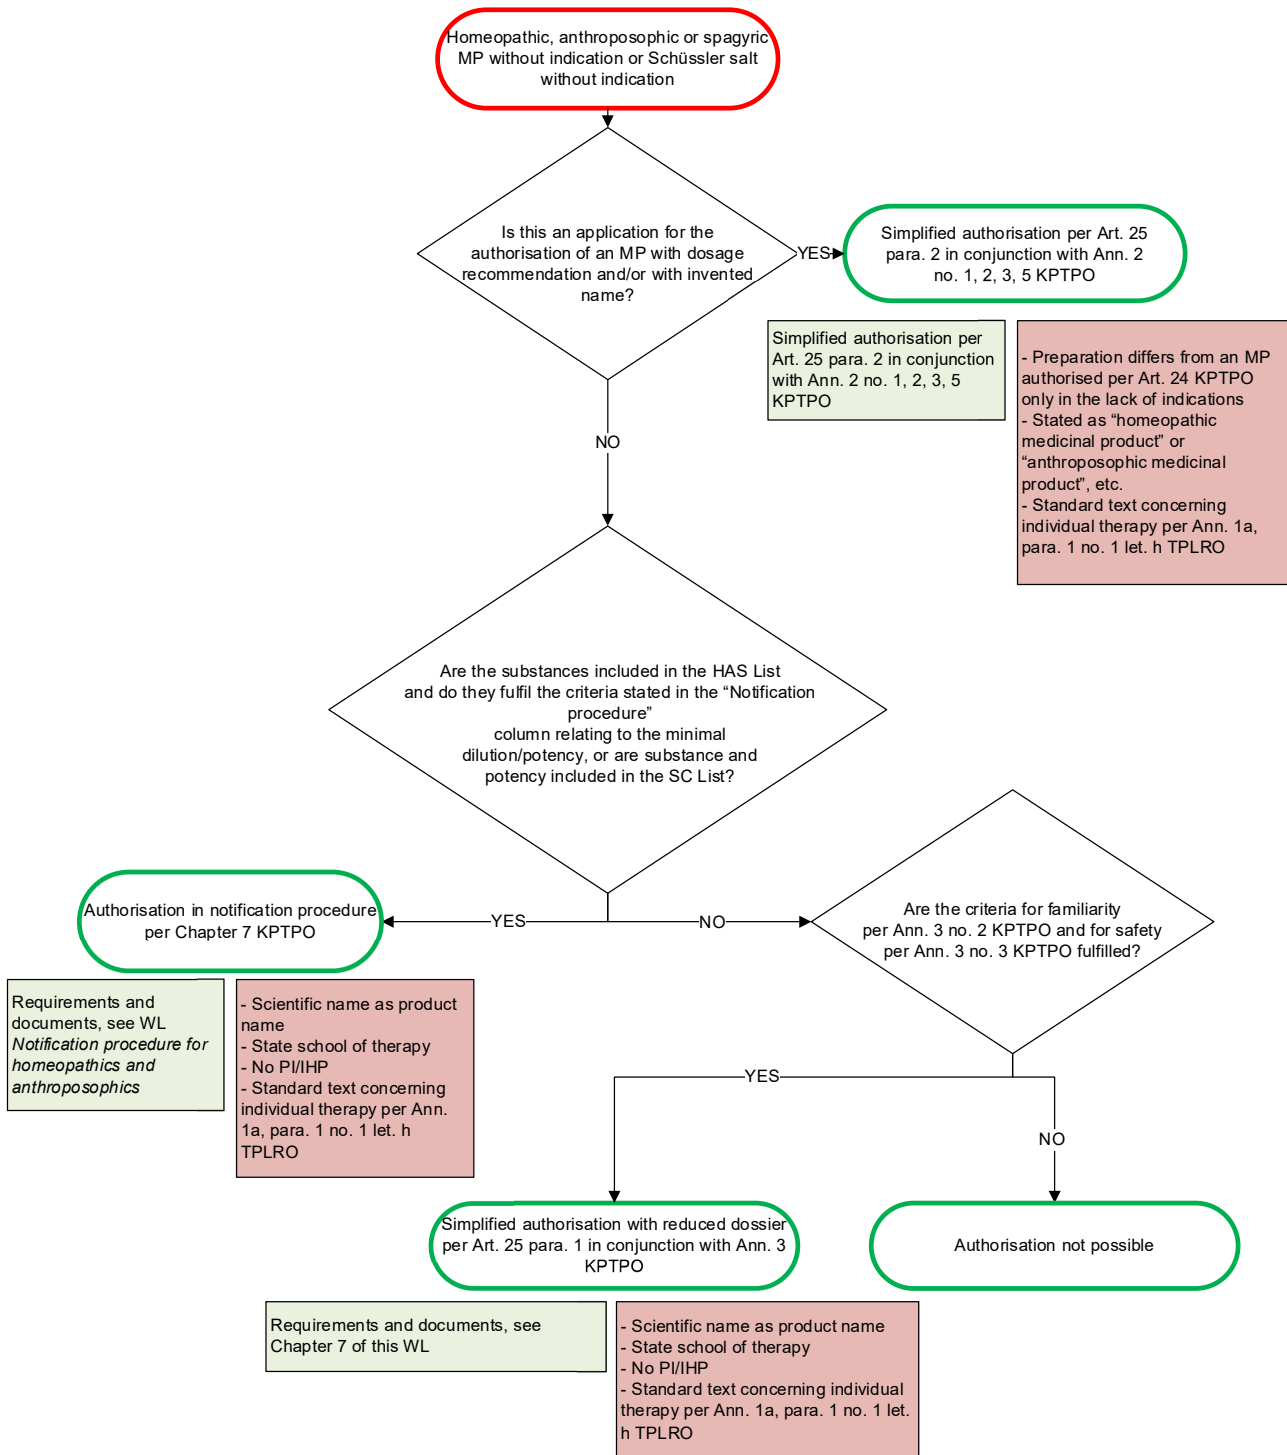 Homeopathic, anthroposophic or spagyric
MP without indication or Schüssler salt
without indication
Is this an application for the
authorisation of an MP with dosage
recommendation and/or with invented
name?
YES
Simplified authorisation per Art. 25
para. 2 in conjunction with Ann. 2
no. 1, 2, 3, 5 KPTPO
Simplified authorisation per
Art. 25 para. 2 in conjunction
with Ann. 2 no. 1, 2, 3, 5
KPTPO
- Preparation differs from an MP
authorised per Art. 24 KPTPO
only in the lack of indications
- Stated as “homeopathic
medicinal product” or
“anthroposophic medicinal
product”, etc.
- Standard text concerning
individual therapy per Ann. 1a,
para. 1 no. 1 let. h TPLRO
NO
Are the substances included in the HAS List
and do they fulfil the criteria stated in the “Notification
procedure”
column relating to the minimal
dilution/potency, or are substance and
potency included in the SC List?
YES
NO
Authorisation in notification procedure
per Chapter 7 KPTPO
Requirements and
documents, see WL
Notification procedure for
homeopathics and
anthroposophics
- Scientific name as product
name
- State school of therapy
- No PI/IHP
- Standard text concerning
individual therapy per Ann.
1a, para. 1 no. 1 let. h
TPLRO
Are the criteria for familiarity
per Ann. 3 no. 2 KPTPO and for safety
per Ann. 3 no. 3 KPTPO fulfilled?
YES
NO
Simplified authorisation with reduced dossier
per Art. 25 para. 1 in conjunction with Ann. 3
KPTPO
Authorisation not possible
Requirements and documents, see
Chapter 7 of this WL
- Scientific name as product name
- State school of therapy
- No PI/IHP
- Standard text concerning individual
therapy per Ann. 1a, para. 1 no. 1 let.
h TPLRO